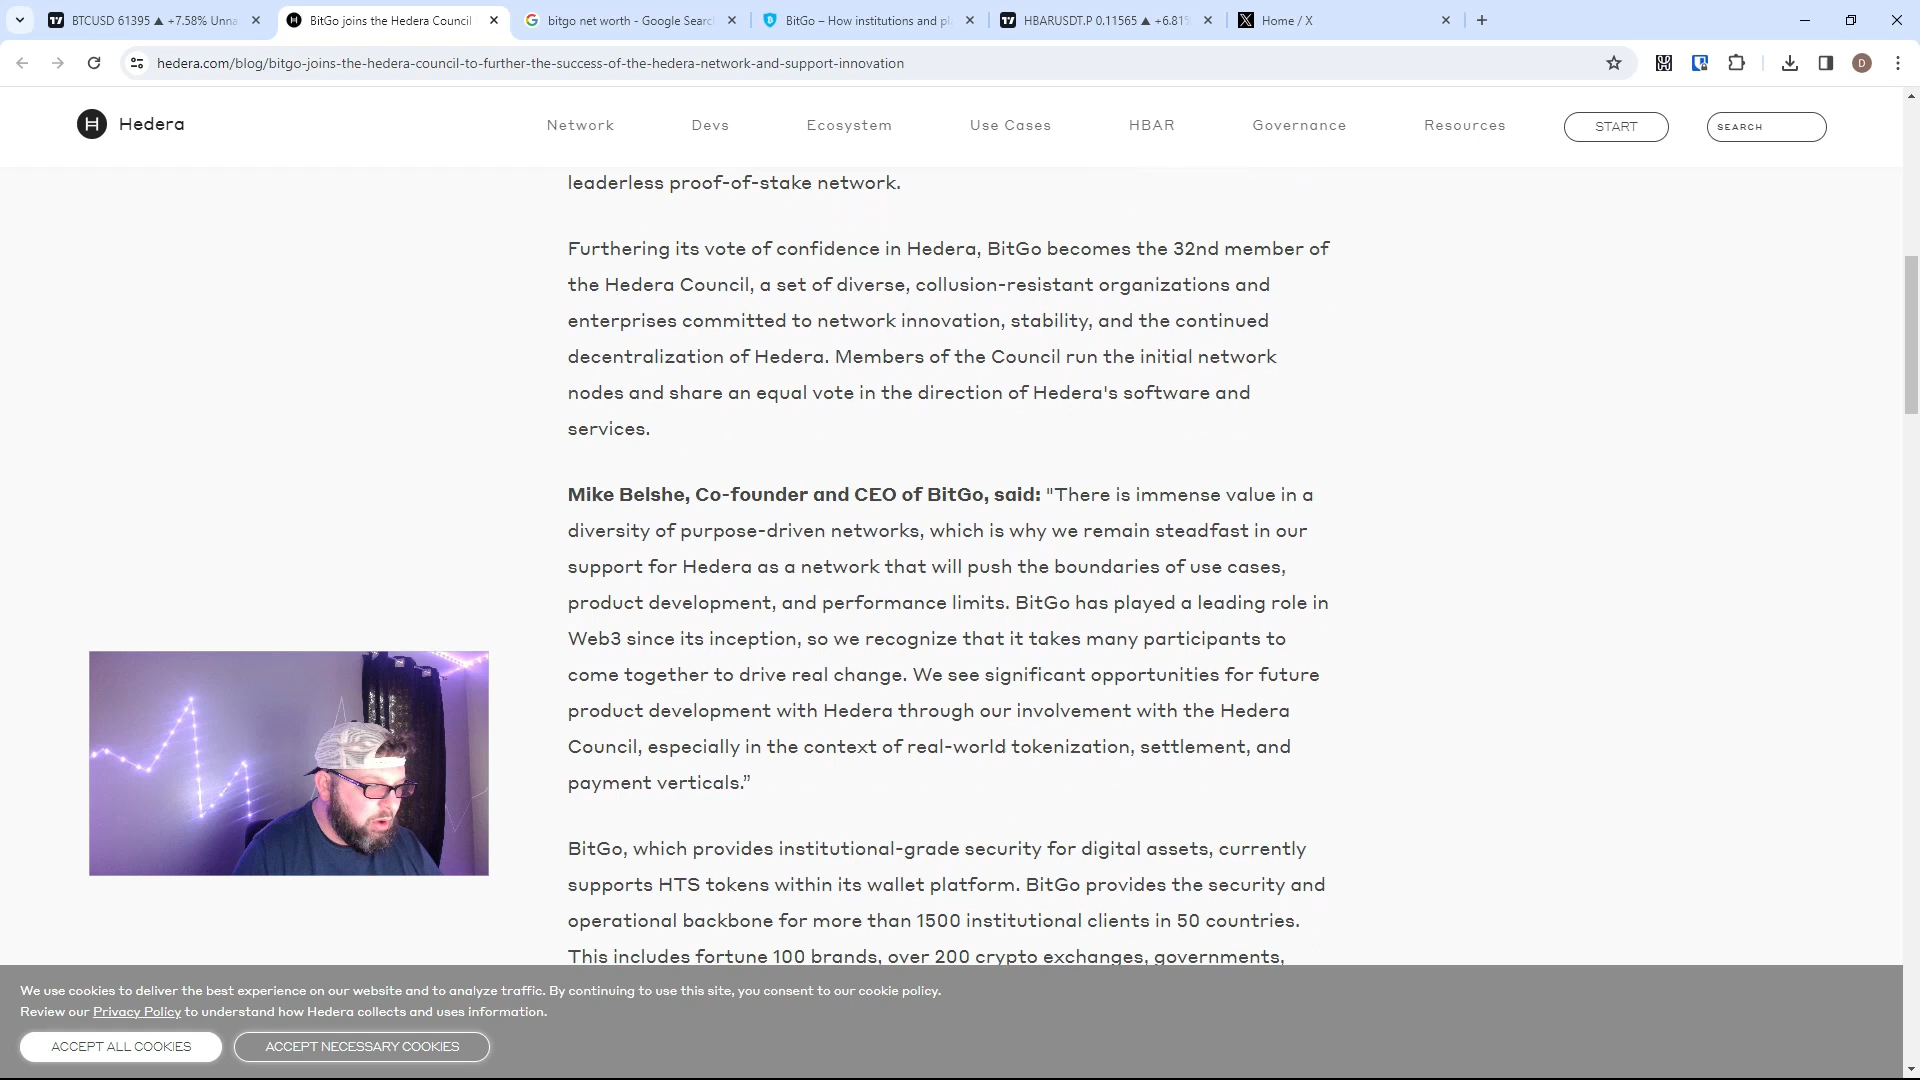 BTCUSD 61395 ▲ +7.58% Unna
BitGo joins the Hedera Council
bitgo net worth - Google Searc
BitGo – How institutions and pl
HBARUSDT.P 0.11565 ▲ +6.81%
Home / X
hedera.com/blog/bitgo-joins-the-hedera-council-to-further-the-success-of-the-hedera-network-and-support-innovation
D
H Hedera
Network
Devs
Ecosystem
Use Cases
HBAR
Governance
Resources
START
SEARCH
leaderless proof-of-stake network.
Furthering its vote of confidence in Hedera, BitGo becomes the 32nd member of
the Hedera Council, a set of diverse, collusion-resistant organizations and
enterprises committed to network innovation, stability, and the continued
decentralization of Hedera. Members of the Council run the initial network
nodes and share an equal vote in the direction of Hedera's software and
services.
Mike Belshe, Co-founder and CEO of BitGo, said: "There is immense value in a
diversity of purpose-driven networks, which is why we remain steadfast in our
support for Hedera as a network that will push the boundaries of use cases,
product development, and performance limits. BitGo has played a leading role in
Web3 since its inception, so we recognize that it takes many participants to
come together to drive real change. We see significant opportunities for future
product development with Hedera through our involvement with the Hedera
Council, especially in the context of real-world tokenization, settlement, and
payment verticals.”
BitGo, which provides institutional-grade security for digital assets, currently
supports HTS tokens within its wallet platform. BitGo provides the security and
operational backbone for more than 1500 institutional clients in 50 countries.
This includes fortune 100 brands, over 200 crypto exchanges, governments,
We use cookies to deliver the best experience on our website and to analyze traffic. By continuing to use this site, you consent to our cookie policy.
Review our Privacy Policy to understand how Hedera collects and uses information.
ACCEPT ALL COOKIES
ACCEPT NECESSARY COOKIES